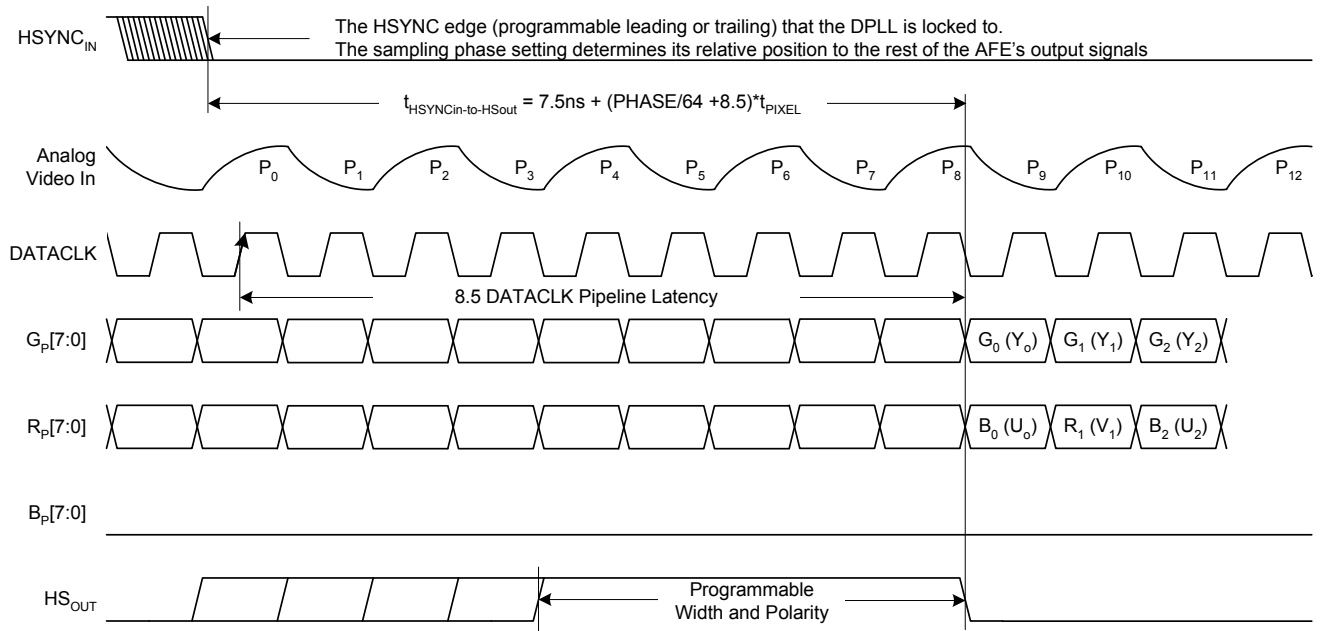 HSYNC_IN
The HSYNC edge (programmable leading or trailing) that the DPLL is locked to.
The sampling phase setting determines its relative position to the rest of the AFE's output signals
t_HSYNCin-to-HSout = 7.5ns + (PHASE/64 +8.5)*t_PIXEL
Analog
Video In
P_0 P_1 P_2 P_3 P_4 P_5 P_6 P_7 P_8 P_9 P_10 P_11 P_12
DATACLK
8.5 DATACLK Pipeline Latency
G_P[7:0]
G_0 (Y_o) G_1 (Y_1) G_2 (Y_2)
R_P[7:0]
B_0 (U_o) R_1 (V_1) B_2 (U_2)
B_P[7:0]
HS_OUT
Programmable
Width and Polarity